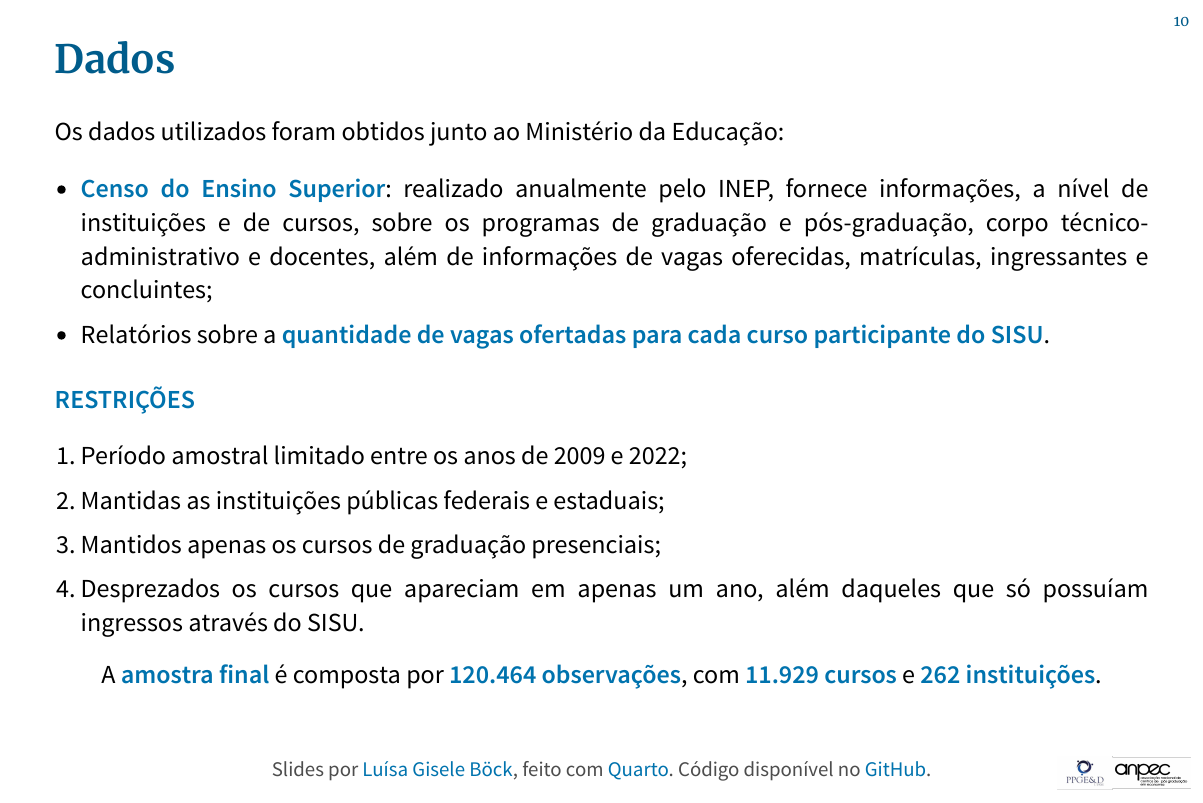 10
Dados
Os dados utilizados foram obtidos junto ao Ministério da Educação:
• Censo do Ensino Superior: realizado anualmente pelo INEP, fornece informações, a nível de
instituições e de cursos, sobre os programas de graduação e pós-graduação, corpo técnico-
administrativo e docentes, além de informações de vagas oferecidas, matrículas, ingressantes e
concluintes;
• Relatórios sobre a quantidade de vagas ofertadas para cada curso participante do SISU.
RESTRIÇÕES
1. Período amostral limitado entre os anos de 2009 e 2022;
2. Mantidas as instituições públicas federais e estaduais;
3. Mantidos apenas os cursos de graduação presenciais;
4. Desprezados os cursos que apareciam em apenas um ano, além daqueles que só possuíam
ingressos através do SISU.
A amostra final é composta por 120.464 observações, com 11.929 cursos e 262 instituições.
Slides por Luísa Gisele Böck, feito com Quarto. Código disponível no GitHub.
PPGE&D
anpec